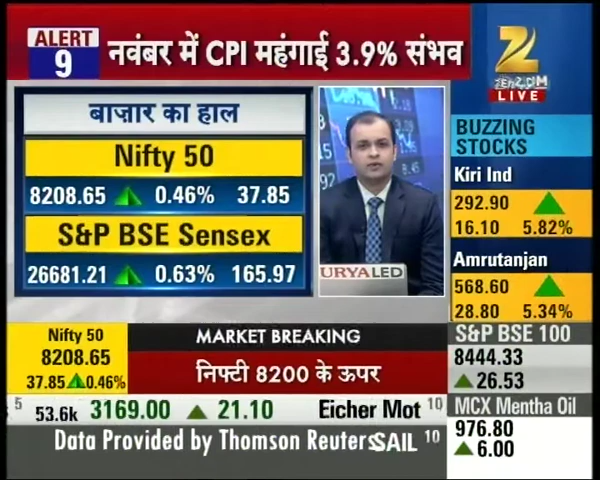 ALERT
9
नवंबर में CPI महंगाई 3.9% संभव
LIVE
बाज़ार का हाल
Nifty 50
8208.65 0.46% 37.85
S&P BSE Sensex
26681.21 0.63% 165.97
URYALED
BUZZING
STOCKS
Kiri Ind
292.90
16.10 5.82%
Amrutanjan
568.60
28.80 5.34%
Nifty 50
8208.65
37.85 0.46%
MARKET BREAKING
निफ्टी 8200 के ऊपर
S&P BSE 100
8444.33
26.53
5 53.6k 3169.00 21.10 Eicher Mot 10
MCX Mentha Oil
976.80
6.00
Data Provided by Thomson Reuters SAIL 10